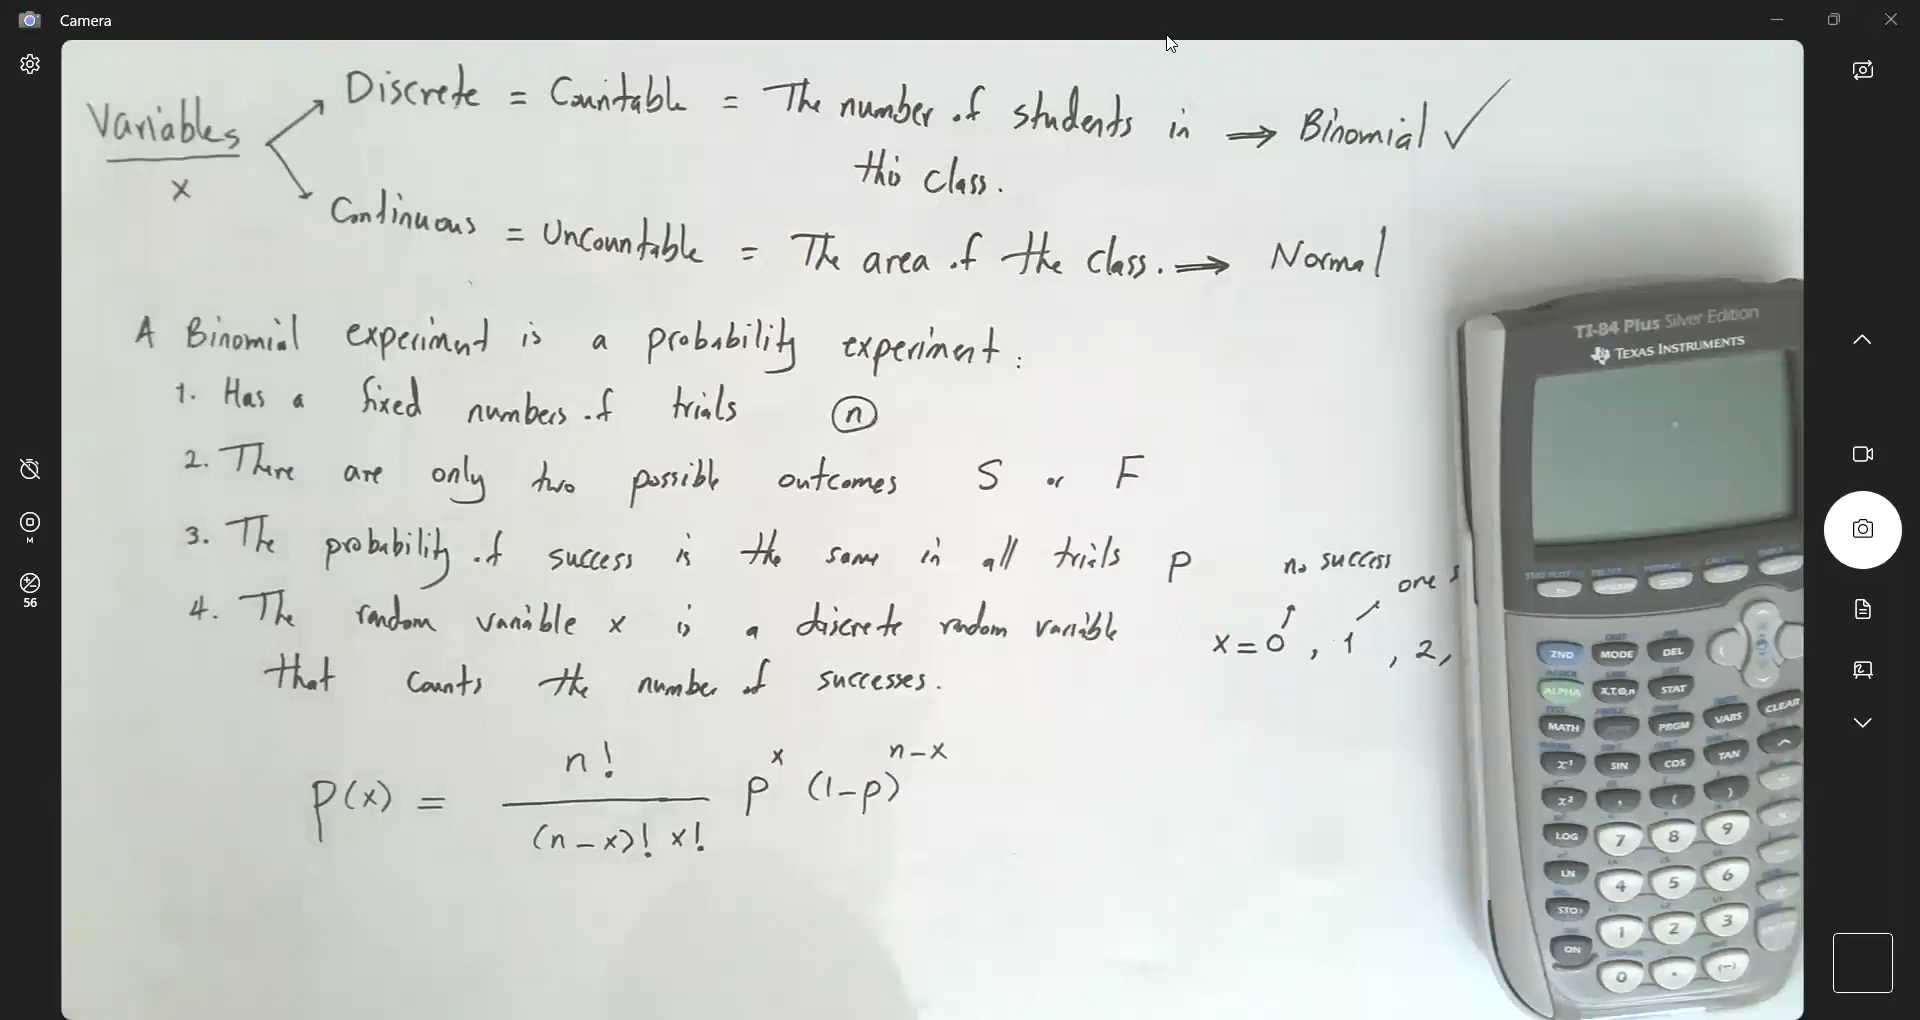 Camera
Discrete = Countable = The number of students in ⇒ Binomial ✓
this class.
Variables
x
Continuous = Uncountable = The area of the class. ⇒ Normal
A Binomial experiment is a probability experiment:
1. Has a fixed numbers of trials n
2. There are only two possible outcomes S or F
3. The probability of success is the same in all trials p
no success
one s
4. The random variable x is a discrete random variable
x = 0, 1, 2,
that counts the number of successes.
P(x) = n! / (n-x)! x! p^x (1-p)^n-x
TI-84 Plus Silver Edition
TEXAS INSTRUMENTS
56
2ND MODE DEL
ALPHA X,T,Θ,n STAT
MATH PRGM VARS CLEAR
x⁻¹ SIN COS TAN ^
x² , ( )
LOG 7 8 9
LN 4 5 6
STO 1 2 3
ON 0 . (-)